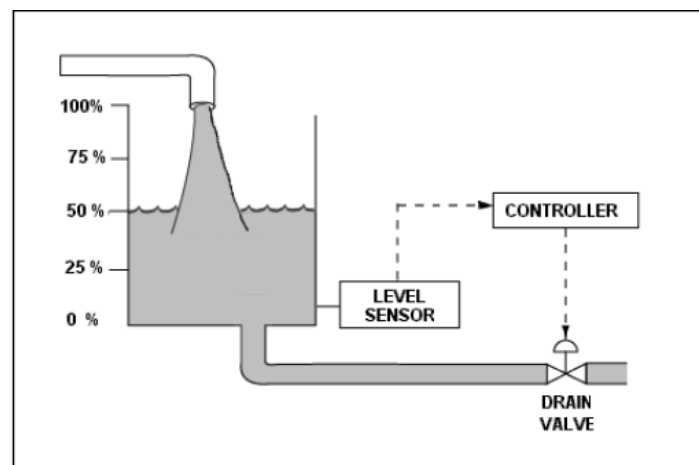 100%
75 %
50 %
25 %
0 %
CONTROLLER
LEVEL
SENSOR
DRAIN
VALVE